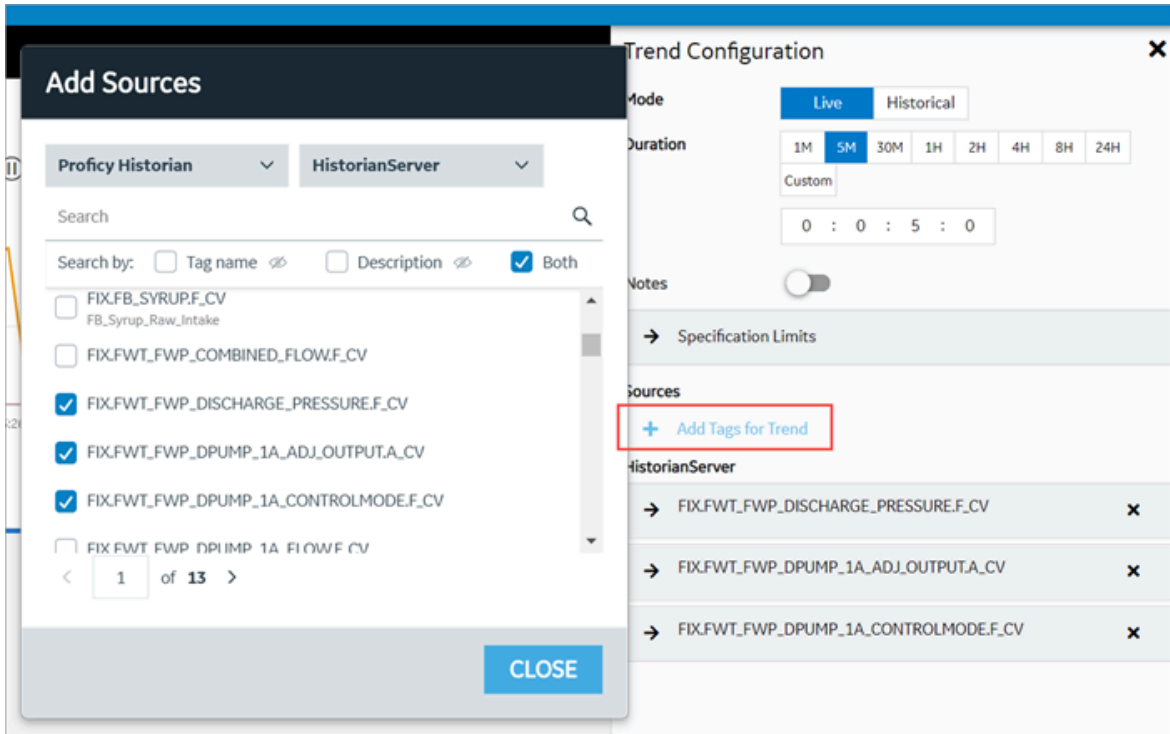 Add Sources
Proficy Historian
HistorianServer
Search
Search by:
Tag name
Description
Both
FIX.FB_SYRUP.F_CV
FB_Syrup_Raw_Intake
FIX.FWT_FWP_COMBINED_FLOW.F_CV
FIX.FWT_FWP_DISCHARGE_PRESSURE.F_CV
FIX.FWT_FWP_DPUMP_1A_ADJ_OUTPUT.A_CV
FIX.FWT_FWP_DPUMP_1A_CONTROLMODE.F_CV
FIX.FWT_FWP_DPUMP_1A_FLOW.F_CV
1 of 13
CLOSE
Trend Configuration
Mode
Live
Historical
Duration
1M 5M 30M 1H 2H 4H 8H 24H
Custom
0 : 0 : 5 : 0
Notes
Specification Limits
Sources
+ Add Tags for Trend
HistorianServer
FIX.FWT_FWP_DISCHARGE_PRESSURE.F_CV
FIX.FWT_FWP_DPUMP_1A_ADJ_OUTPUT.A_CV
FIX.FWT_FWP_DPUMP_1A_CONTROLMODE.F_CV